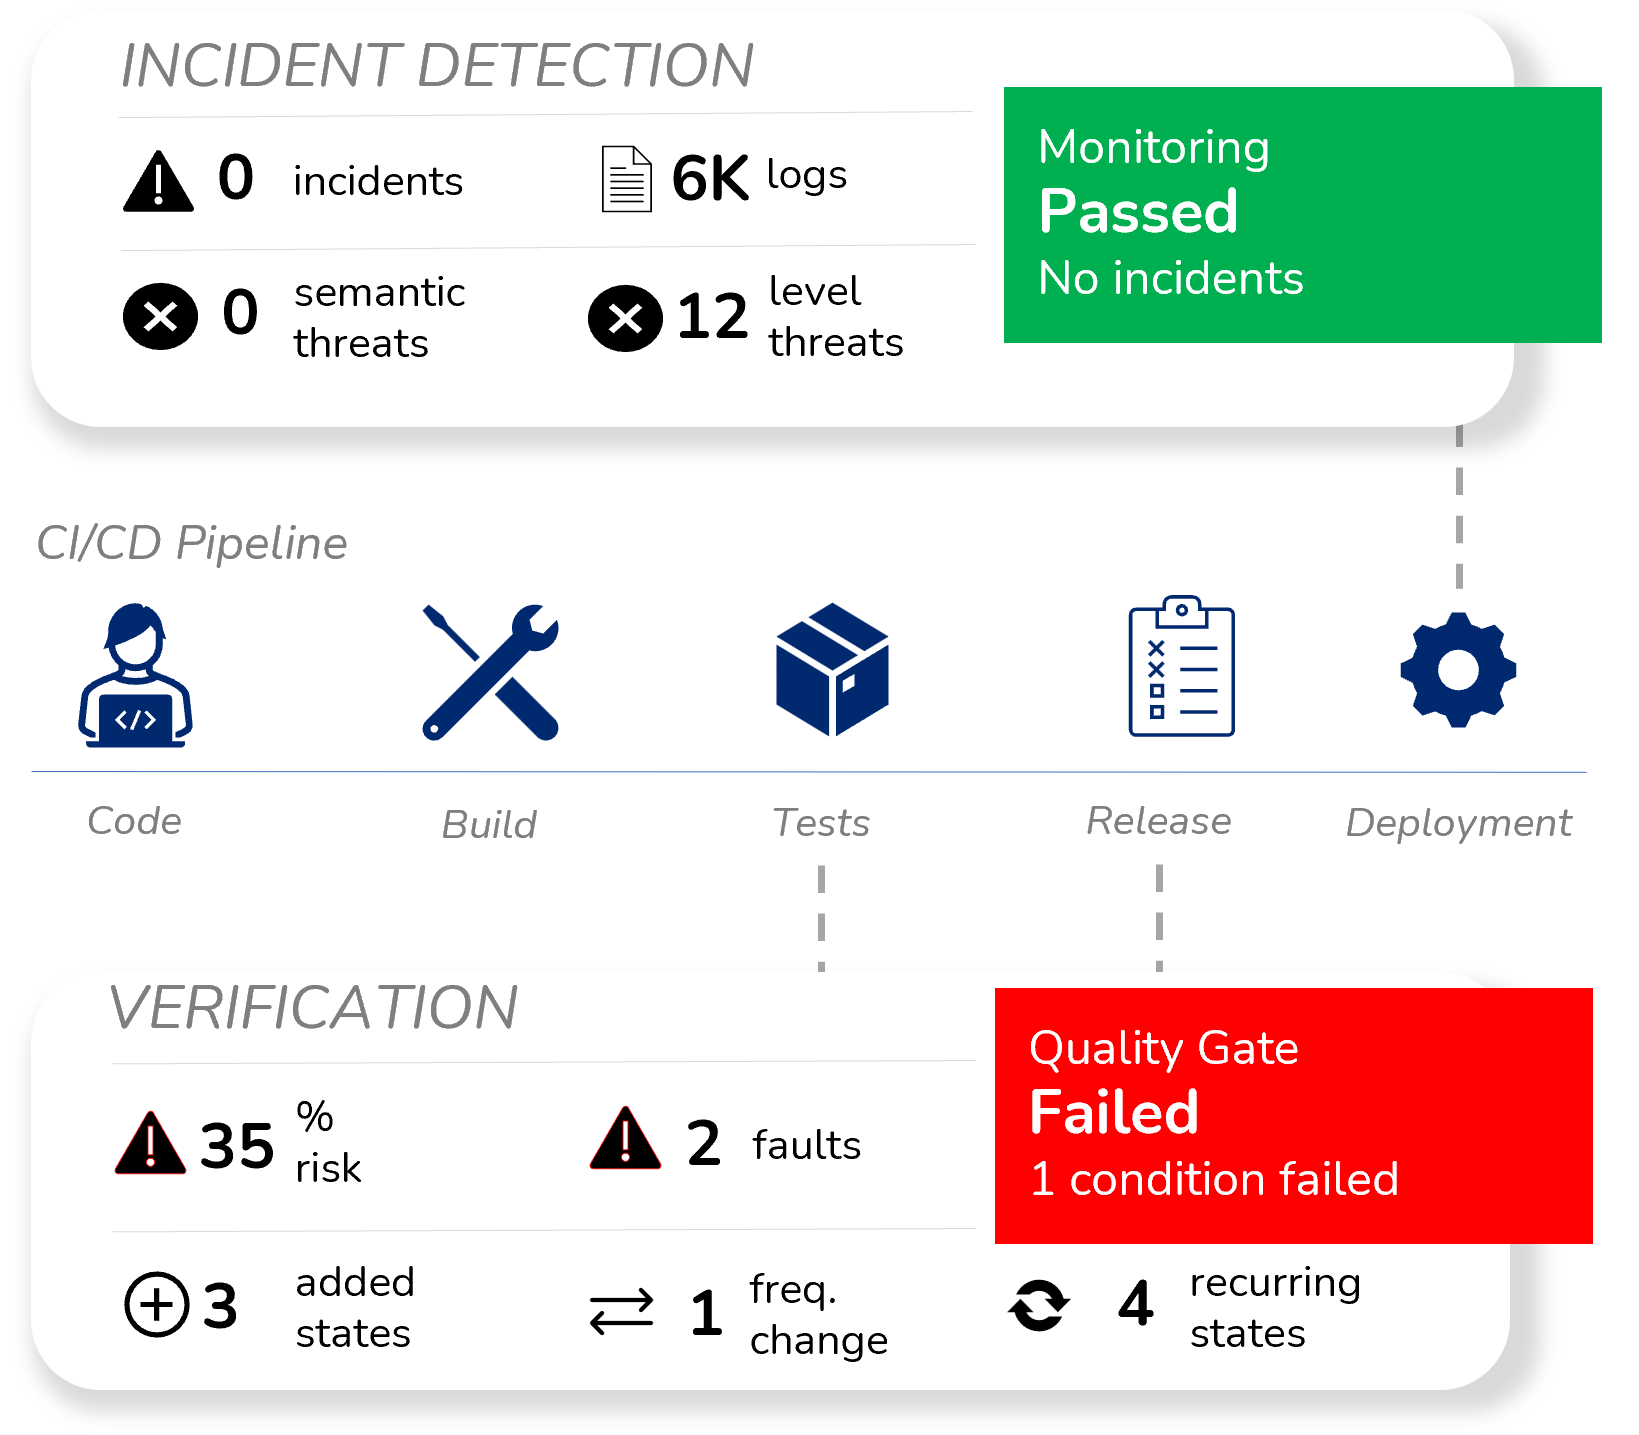 INCIDENT DETECTION
0 incidents
6K logs
0 semantic
threats
12 level
threats
Monitoring
Passed
No incidents
CI/CD Pipeline
</>
Code
Build
Tests
Release
Deployment
VERIFICATION
35 %
risk
2 faults
Quality Gate
Failed
1 condition failed
3 added
states
1 freq.
change
4 recurring
states